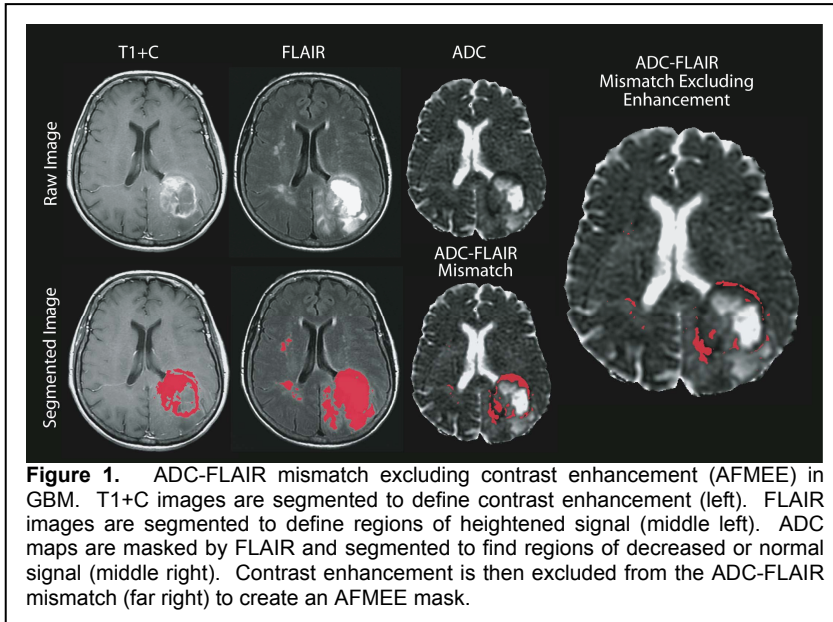 T1+C
FLAIR
ADC
ADC-FLAIR
Mismatch Excluding
Enhancement
Raw Image
ADC-FLAIR
Mismatch
Segmented Image
Figure 1. ADC-FLAIR mismatch excluding contrast enhancement (AFMEE) in
GBM. T1+C images are segmented to define contrast enhancement (left). FLAIR
images are segmented to define regions of heightened signal (middle left). ADC
maps are masked by FLAIR and segmented to find regions of decreased or normal
signal (middle right). Contrast enhancement is then excluded from the ADC-FLAIR
mismatch (far right) to create an AFMEE mask.